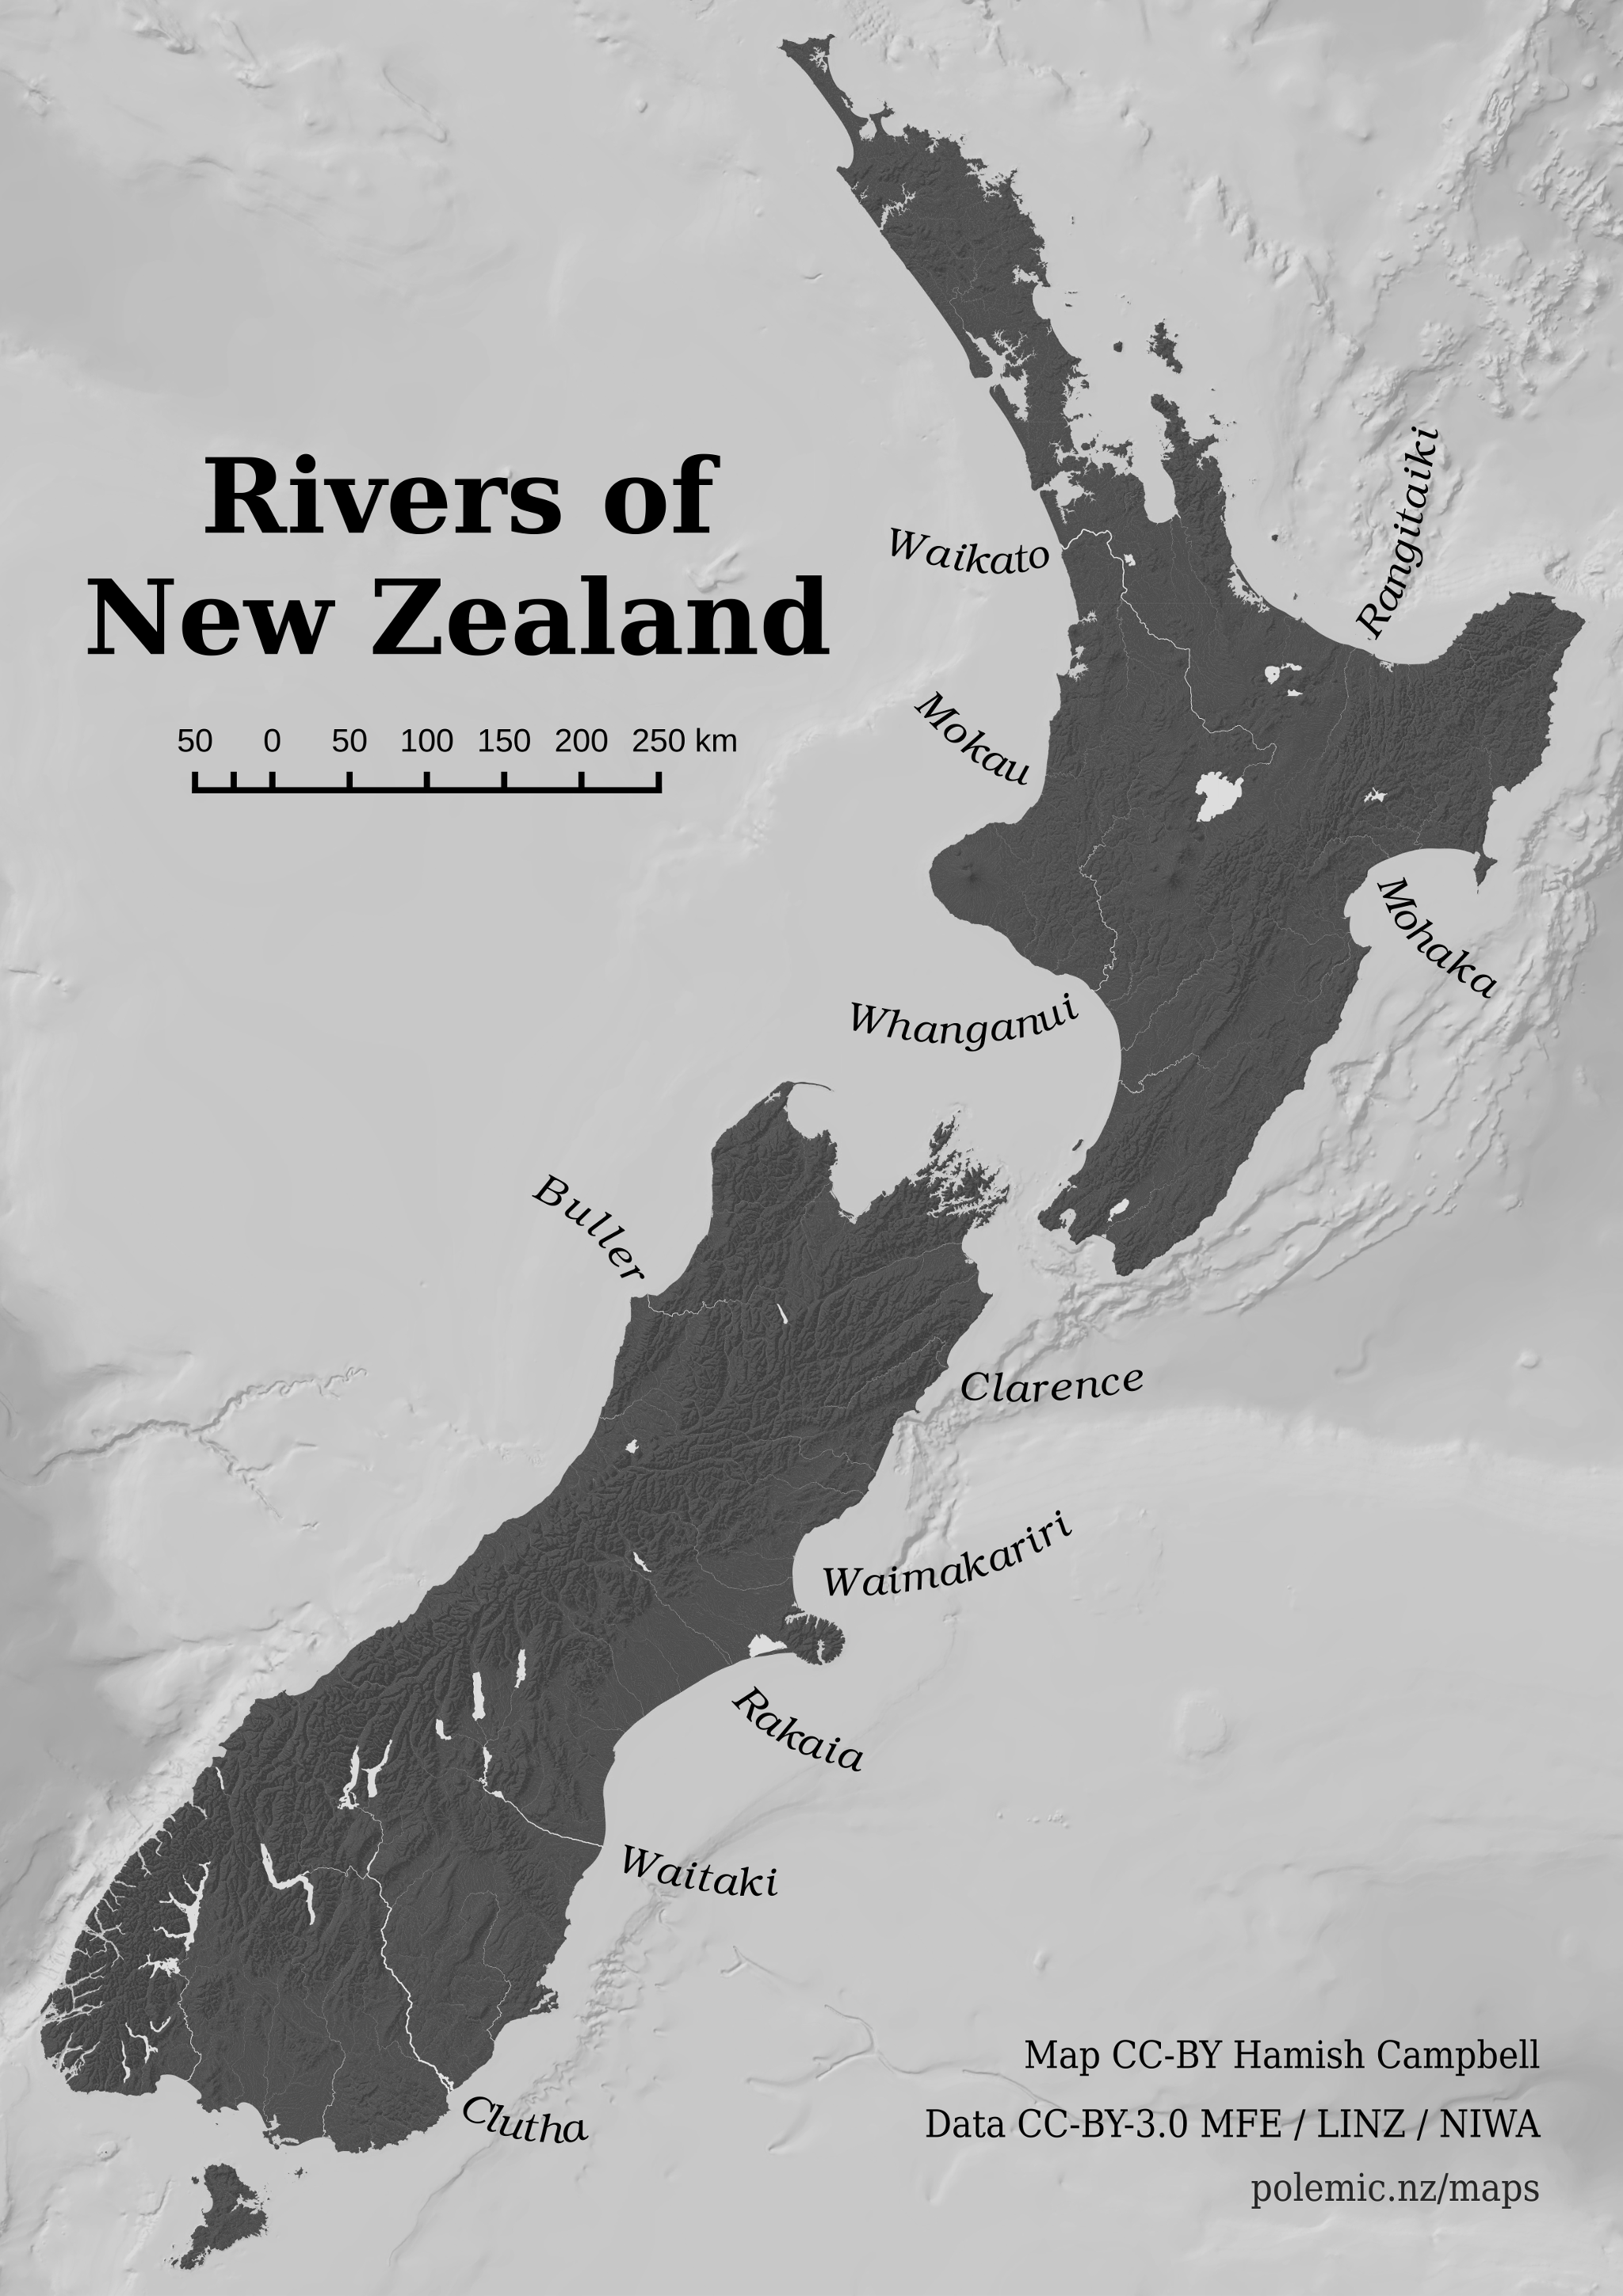 Rivers of
New Zealand
50 0 50 100 150 200 250 km
Rangitaiki
Waikato
Mokau
Mohaka
Whanganui
Buller
Clarence
Waimakariri
Rakaia
Waitaki
Clutha
Map CC-BY Hamish Campbell
Data CC-BY-3.0 MFE / LINZ / NIWA
polemic.nz/maps